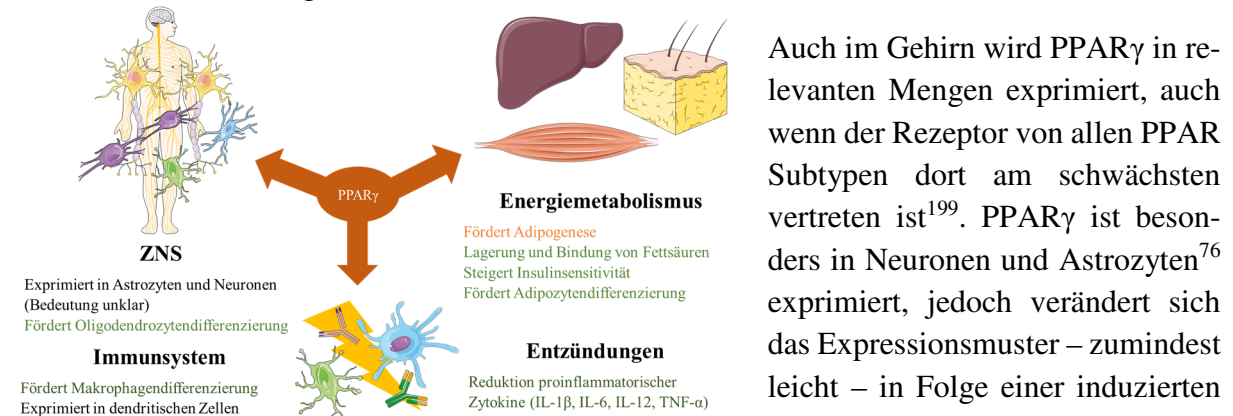 PPARγ
ZNS
Exprimiert in Astrozyten und Neuronen
(Bedeutung unklar)
Fördert Oligodendrozytendifferenzierung
Immunsystem
Fördert Makrophagendifferenzierung
Exprimiert in dendritischen Zellen
Energiemetabolismus
Fördert Adipogenese
Lagerung und Bindung von Fettsäuren
Steigert Insulinsensitivität
Fördert Adipozytendifferenzierung
Entzündungen
Reduktion proinflammatorischer
Zytokine (IL-1β, IL-6, IL-12, TNF-α)
Auch im Gehirn wird PPARγ in re-
levanten Mengen exprimiert, auch
wenn der Rezeptor von allen PPAR
Subtypen dort am schwächsten
vertreten ist199. PPARγ ist beson-
ders in Neuronen und Astrozyten76
exprimiert, jedoch verändert sich
das Expressionsmuster – zumindest
leicht – in Folge einer induzierten